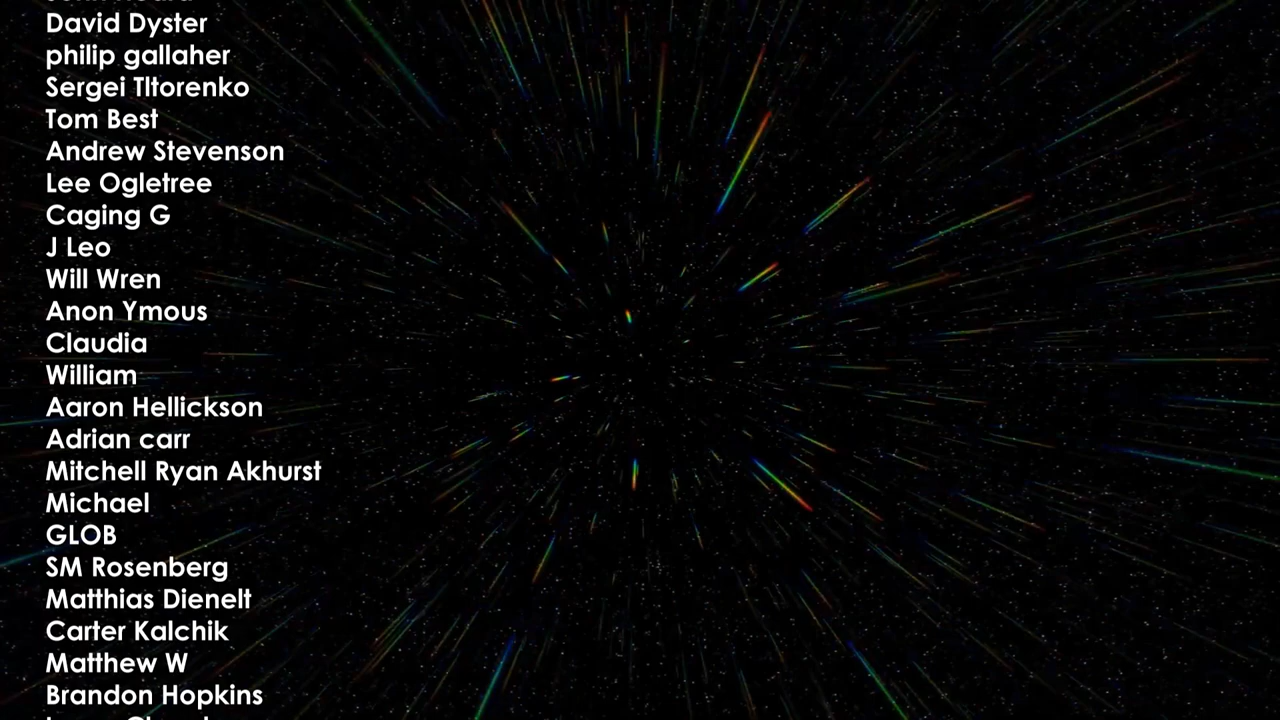 David Dyster
philip gallaher
Sergei TItorenko
Tom Best
Andrew Stevenson
Lee Ogletree
Caging G
J Leo
Will Wren
Anon Ymous
Claudia
William
Aaron Hellickson
Adrian carr
Mitchell Ryan Akhurst
Michael
GLOB
SM Rosenberg
Matthias Dienelt
Carter Kalchik
Matthew W
Brandon Hopkins